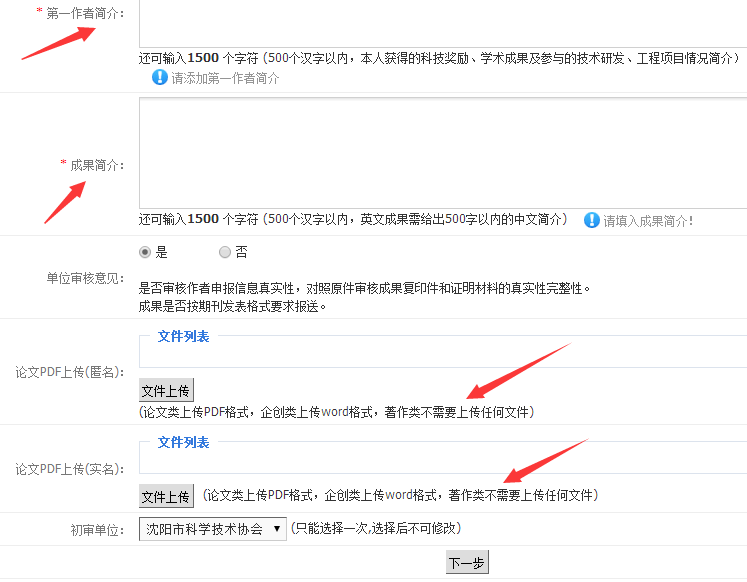 * 第一作者简介：
还可输入1500 个字符 (500个汉字以内，本人获得的科技奖励、学术成果及参与的技术研发、工程项目情况简介)
请添加第一作者简介
* 成果简介：
还可输入1500 个字符 (500个汉字以内，英文成果需给出500字以内的中文简介)
请填入成果简介!
是 否
单位审核意见：
是否审核作者申报信息真实性，对照原件审核成果复印件和证明材料的真实性完整性。
成果是否按期刊发表格式要求报送。
文件列表
论文PDF上传(匿名)：
文件上传
(论文类上传PDF格式，企创类上传word格式，著作类不需要上传任何文件)
文件列表
论文PDF上传(实名)：
文件上传 (论文类上传PDF格式，企创类上传word格式，著作类不需要上传任何文件)
初审单位： 沈阳市科学技术协会 (只能选择一次,选择后不可修改)
下一步